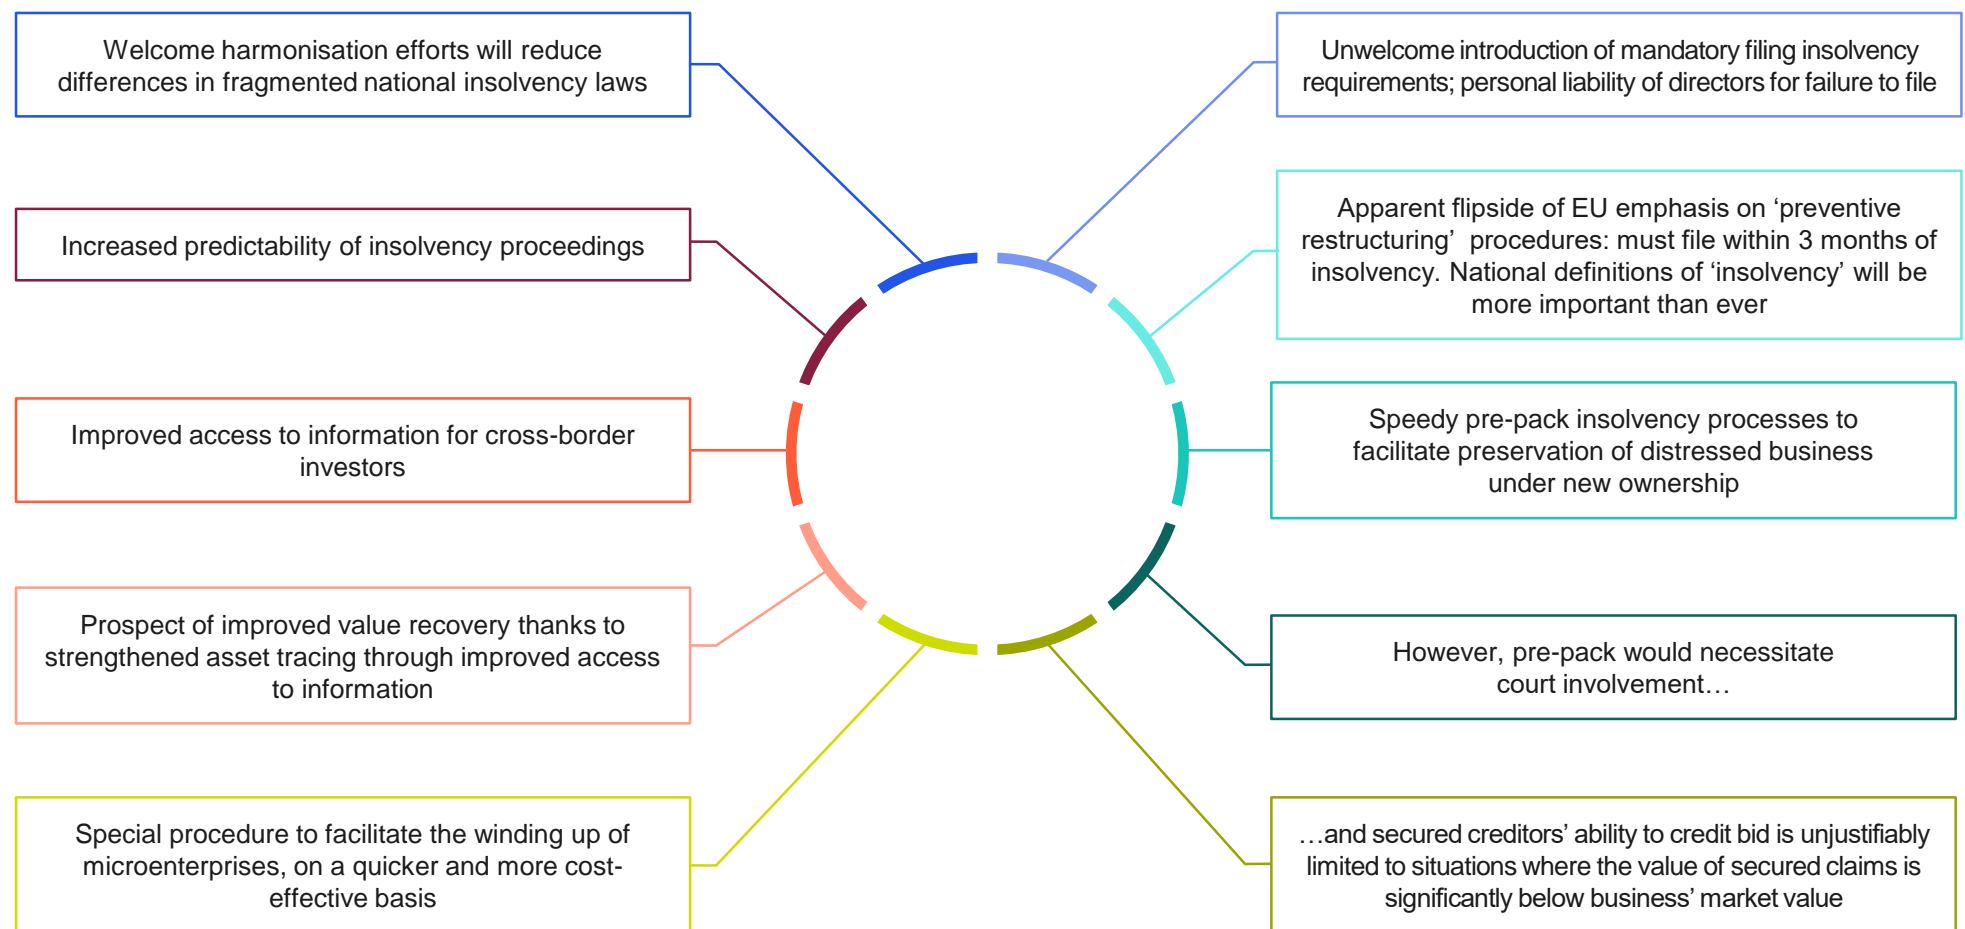 Welcome harmonisation efforts will reduce
differences in fragmented national insolvency laws
Increased predictability of insolvency proceedings
Improved access to information for cross-border
investors
Prospect of improved value recovery thanks to
strengthened asset tracing through improved access
to information
Special procedure to facilitate the winding up of
microenterprises, on a quicker and more cost-
effective basis
Unwelcome introduction of mandatory filing insolvency
requirements; personal liability of directors for failure to file
Apparent flipside of EU emphasis on ‘preventive
restructuring’ procedures: must file within 3 months of
insolvency. National definitions of ‘insolvency’ will be
more important than ever
Speedy pre-pack insolvency processes to
facilitate preservation of distressed business
under new ownership
However, pre-pack would necessitate
court involvement…
…and secured creditors’ ability to credit bid is unjustifiably
limited to situations where the value of secured claims is
significantly below business’ market value